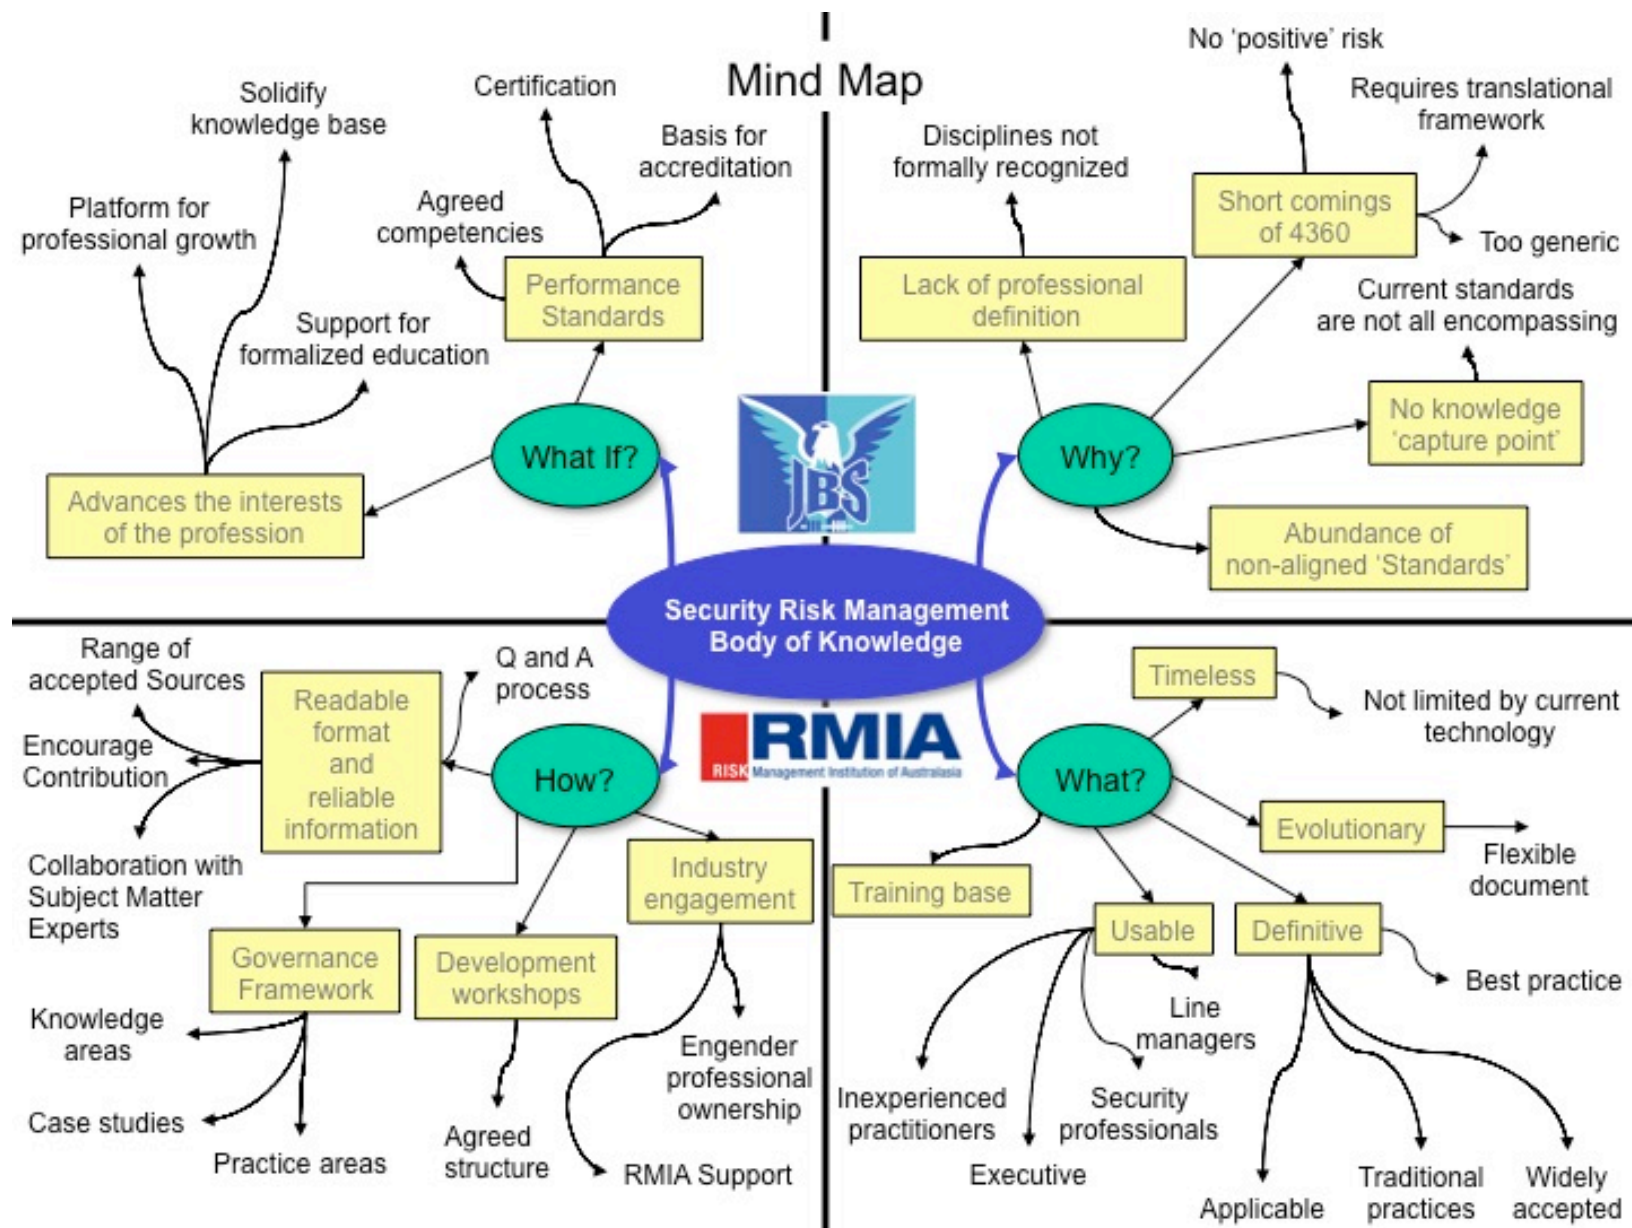 Mind Map
Solidify
knowledge base
Certification
Basis for
accreditation
Platform for
professional growth
Agreed
competencies
Performance
Standards
Support for
formalized education
What If?
Advances the interests
of the profession
No ‘positive’ risk
Requires translational
framework
Disciplines not
formally recognized
Short comings
of 4360
Too generic
Lack of professional
definition
Current standards
are not all encompassing
No knowledge
‘capture point’
Why?
Abundance of
non-aligned ‘Standards’
JBS
Security Risk Management
Body of Knowledge
RMIA
RISK Management Institution of Australasia
Range of
accepted Sources
Q and A
process
Readable
format
and
reliable
information
Encourage
Contribution
How?
Collaboration with
Subject Matter
Experts
Industry
engagement
Governance
Framework
Development
workshops
Knowledge
areas
Case studies
Practice areas
Agreed
structure
Engender
professional
ownership
RMIA Support
Timeless
Not limited by current
technology
What?
Evolutionary
Flexible
document
Training base
Usable
Definitive
Best practice
Line
managers
Inexperienced
practitioners
Security
professionals
Executive
Applicable
Traditional
practices
Widely
accepted